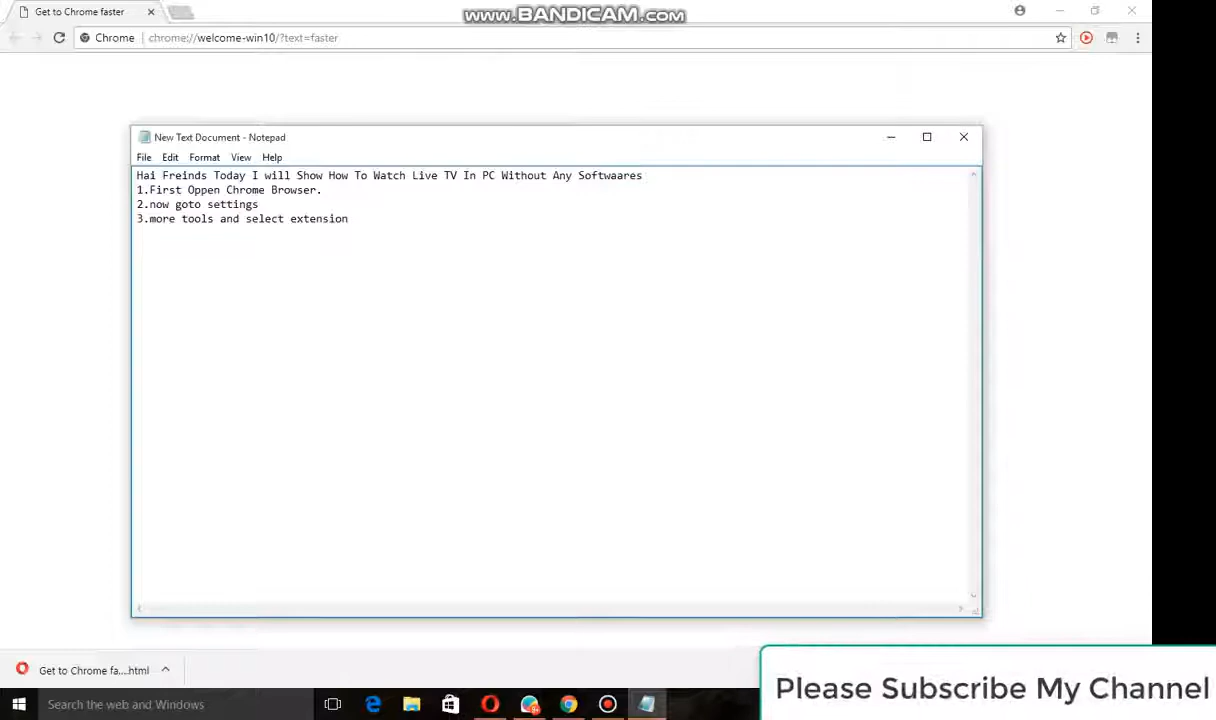 Get to Chrome faster
www.BANDICAM.com
Chrome
chrome://welcome-win10/?text=faster
New Text Document - Notepad
File Edit Format View Help
Hai Freinds Today I will Show How To Watch Live TV In PC Without Any Softwaares
1.First Oppen Chrome Browser.
2.now goto settings
3.more tools and select extension
Get to Chrome fa....html
Please Subscribe My Channel
Search the web and Windows